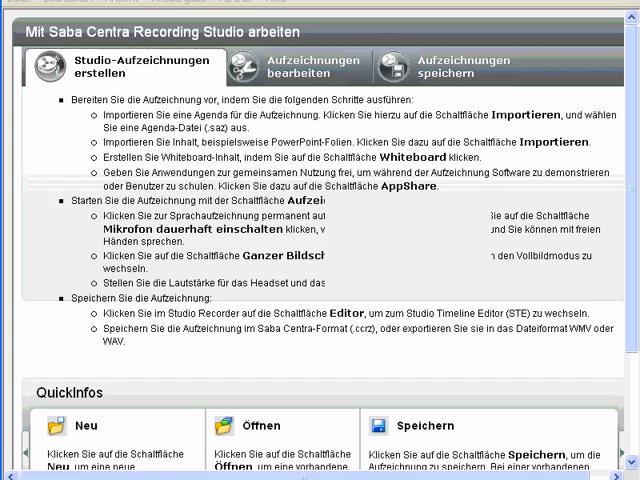 Mit Saba Centra Recording Studio arbeiten
Studio-Aufzeichnungen erstellen
Aufzeichnungen bearbeiten
Aufzeichnungen speichern
Bereiten Sie die Aufzeichnung vor, indem Sie die folgenden Schritte ausführen:
Importieren Sie eine Agenda für die Aufzeichnung. Klicken Sie hierzu auf die Schaltfläche Importieren, und wählen
Sie eine Agenda-Datei (.saz) aus.
Importieren Sie Inhalt, beispielsweise PowerPoint-Folien. Klicken Sie dazu auf die Schaltfläche Importieren.
Erstellen Sie Whiteboard-Inhalt, indem Sie auf die Schaltfläche Whiteboard klicken.
Geben Sie Anwendungen zur gemeinsamen Nutzung frei, um während der Aufzeichnung Software zu demonstrieren
oder Benutzer zu schulen. Klicken Sie dazu auf die Schaltfläche AppShare.
Starten Sie die Aufzeichnung mit der Schaltfläche Aufzei
Klicken Sie zur Sprachaufzeichnung permanent auf Sie auf die Schaltfläche
Mikrofon dauerhaft einschalten klicken, und Sie können mit freien
Händen sprechen.
Klicken Sie auf die Schaltfläche Ganzer Bildsch den Vollbildmodus zu
wechseln.
Stellen Sie die Lautstärke für das Headset und das
Speichern Sie die Aufzeichnung:
Klicken Sie im Studio Recorder auf die Schaltfläche Editor, um zum Studio Timeline Editor (STE) zu wechseln.
Speichern Sie die Aufzeichnung im Saba Centra-Format (.ccrz), oder exportieren Sie sie in das Dateiformat WMV oder
WAV.
QuickInfos
Neu
Klicken Sie auf die Schaltfläche
Neu, um eine neue
Öffnen
Klicken Sie auf die Schaltfläche
Öffnen, um eine vorhandene
Speichern
Klicken Sie auf die Schaltfläche Speichern, um die
Aufzeichnung zu speichern. Bei einer vorhandenen